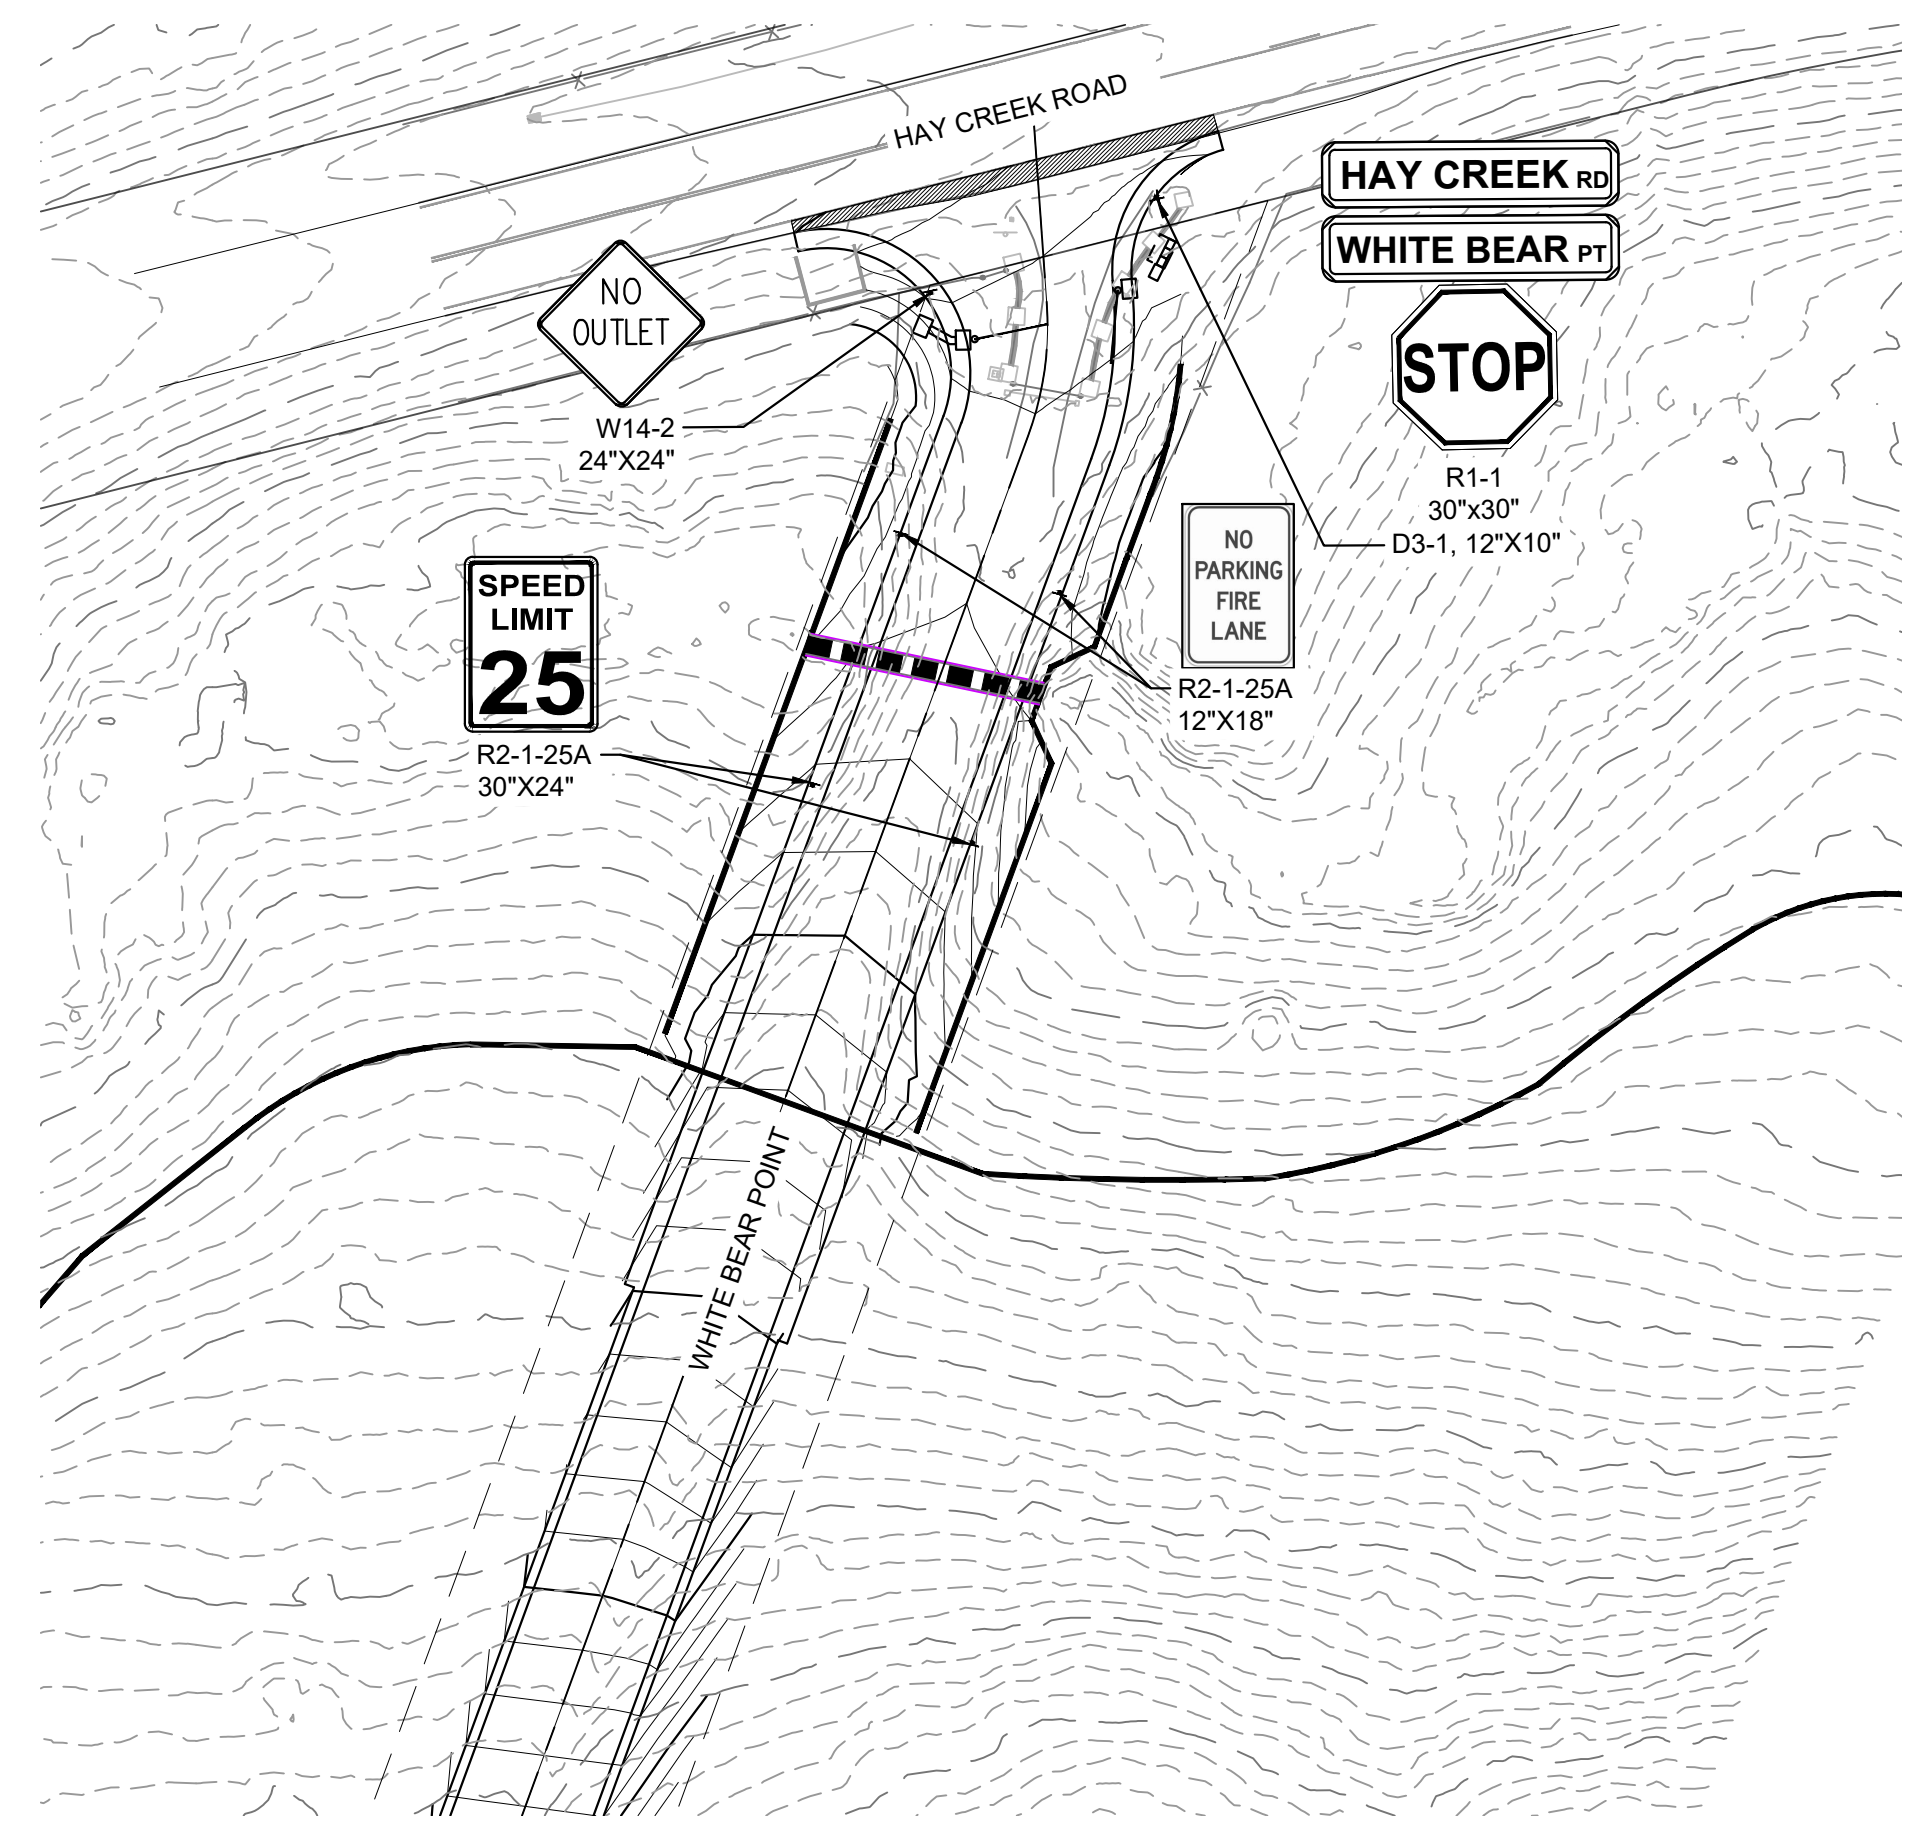 HAY CREEK ROAD
HAY CREEK RD
WHITE BEAR PT
STOP
R1-1
30"x30"
D3-1, 12"X10"
NO
OUTLET
W14-2
24"X24"
NO
PARKING
FIRE
LANE
R2-1-25A
12"X18"
SPEED
LIMIT
25
R2-1-25A
30"X24"
WHITE BEAR POINT